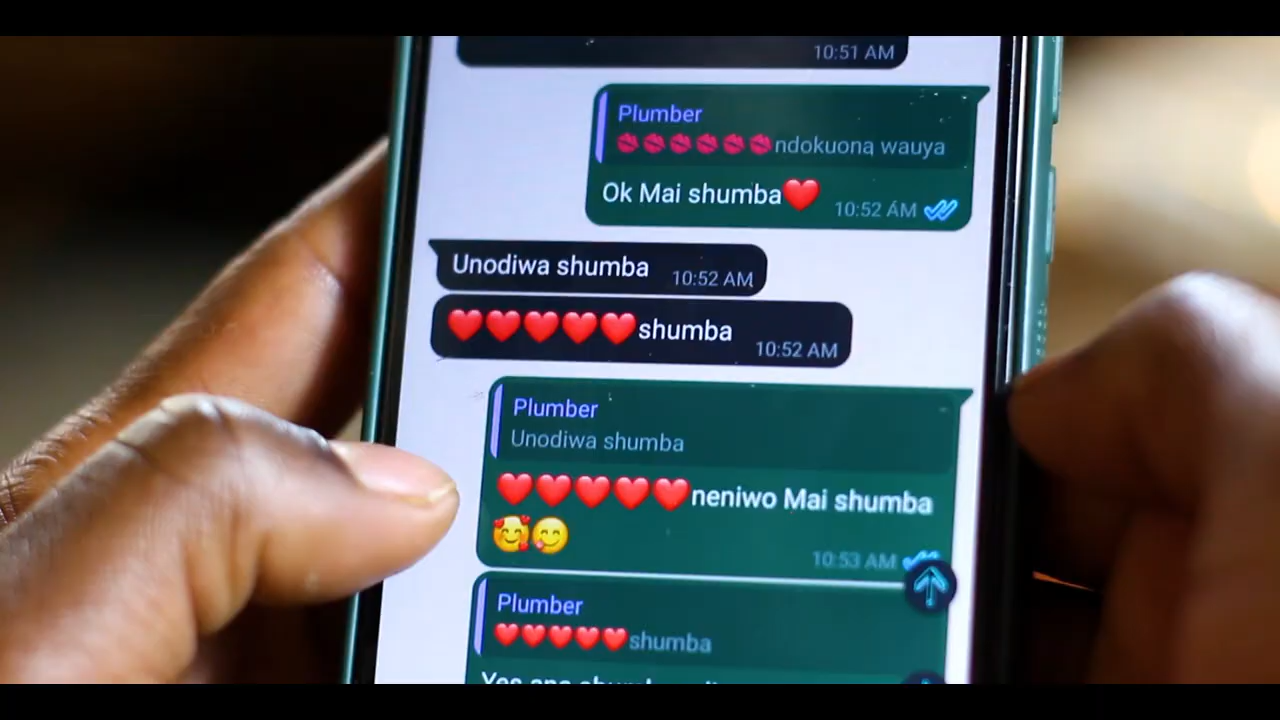 10:51 AM
Plumber
💋💋💋💋💋💋ndokuona wauya
Ok Mai shumba❤️
10:52 AM
Unodiwa shumba 10:52 AM
❤️❤️❤️❤️❤️shumba
10:52 AM
Plumber
Unodiwa shumba
❤️❤️❤️❤️❤️neniwo Mai shumba
🥰😋
10:53 AM
Plumber
❤️❤️❤️❤️❤️shumba
Yes